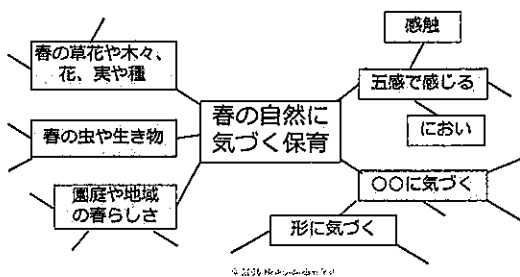 感触
春の草花や木々、
花、実や種
五感で感じる
春の自然に
気づく保育
春の虫や生き物
におい
園庭や地域
の春らしさ
○○に気づく
形に気づく